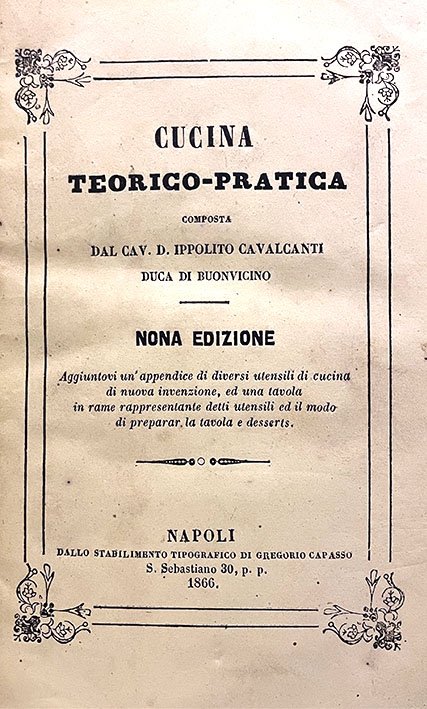 CUCINA
TEORICO-PRATICA
COMPOSTA
DAL CAV. D. IPPOLITO CAVALCANTI
DUCA DI BUONVICINO
NONA EDIZIONE
Aggiuntovi un' appendice di diversi utensili di cucina
di nuova invenzione, ed una tavola
in rame rappresentante detti utensili ed il modo
di preparar la tavola e desserts.
NAPOLI
DALLO STABILIMENTO TIPOGRAFICO DI GREGORIO CAPASSO
S. Sebastiano 30, p. p.
1866.